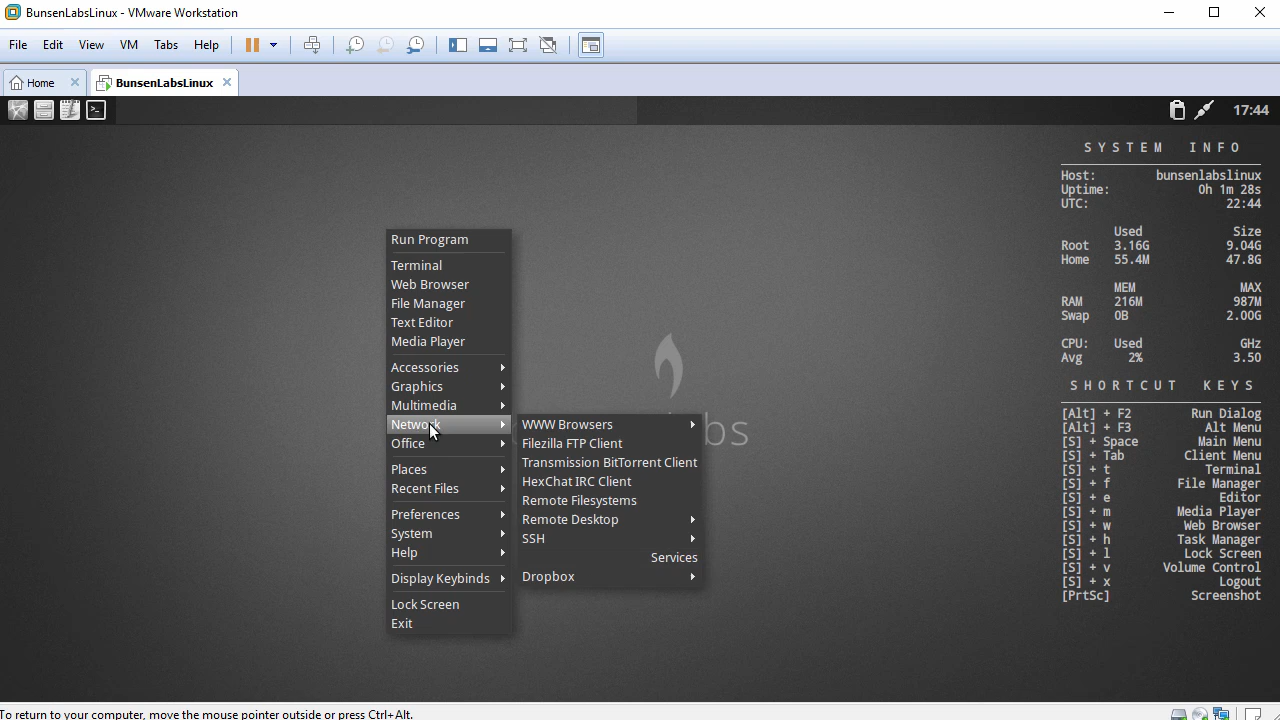 BunsenLabsLinux - VMware Workstation
File Edit View VM Tabs Help
Home
BunsenLabsLinux
17:44
SYSTEM INFO
Host: bunsenlabslinux
Uptime: 0h 1m 28s
UTC: 22:44
Used Size
Root 3.16G 9.04G
Home 55.4M 47.8G
MEM MAX
RAM 216M 987M
Swap 0B 2.00G
CPU: Used GHz
Avg 2% 3.50
SHORTCUT KEYS
[Alt] + F2 Run Dialog
[Alt] + F3 Alt Menu
[S] + Space Main Menu
[S] + Tab Client Menu
[S] + t Terminal
[S] + f File Manager
[S] + e Editor
[S] + m Media Player
[S] + w Web Browser
[S] + h Task Manager
[S] + l Lock Screen
[S] + v Volume Control
[S] + x Logout
[PrtSc] Screenshot
Run Program
Terminal
Web Browser
File Manager
Text Editor
Media Player
Accessories
Graphics
Multimedia
Network
Office
Places
Recent Files
Preferences
System
Help
Display Keybinds
Lock Screen
Exit
WWW Browsers
Filezilla FTP Client
Transmission BitTorrent Client
HexChat IRC Client
Remote Filesystems
Remote Desktop
SSH
Services
Dropbox
To return to your computer, move the mouse pointer outside or press Ctrl+Alt.